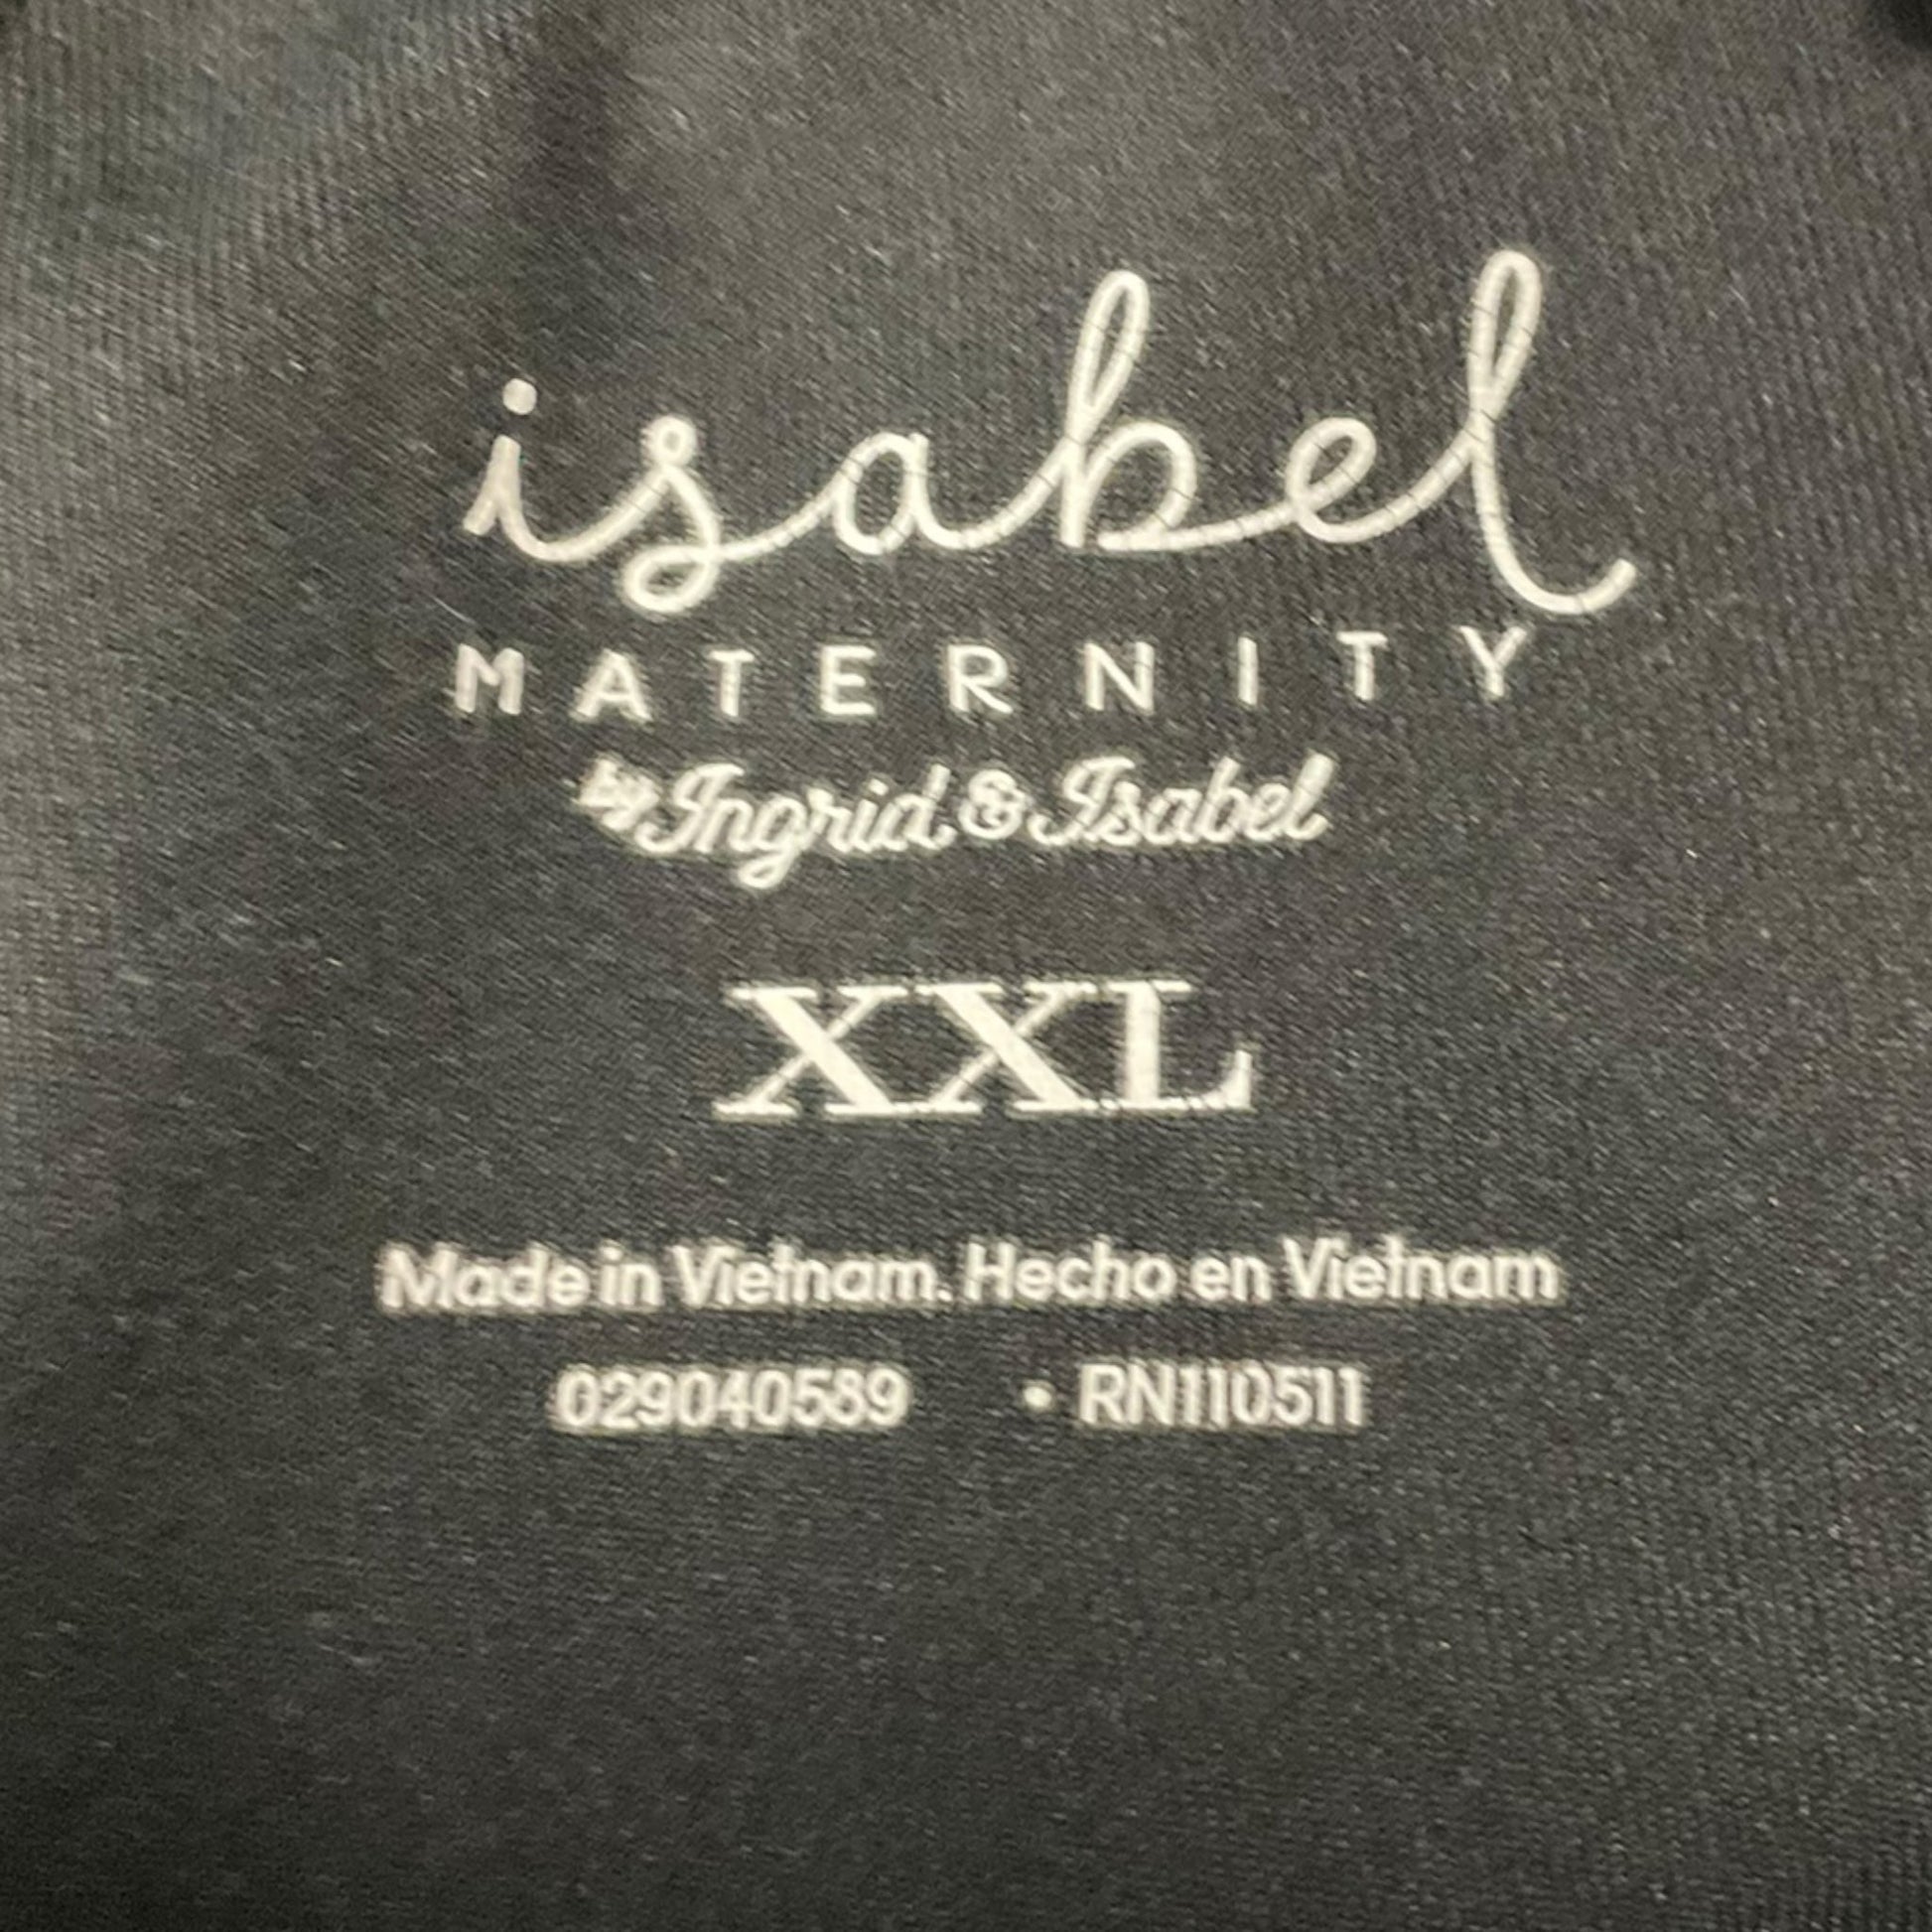 isabel
MATERNITY
by Ingrid & Isabel
XXL
Made in Vietnam. Hecho en Vietnam
029040589 • RN110511